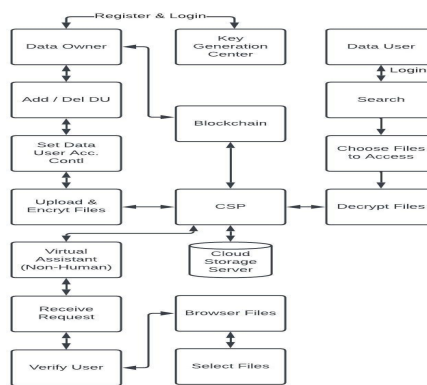 Register & Login
Data Owner
Key
Generation
Center
Data User
Login
Add / Del DU
Search
Blockchain
Set Data
User Acc.
Contl
Choose Files
to Access
Upload &
Encryt Files
CSP
Decrypt Files
Virtual
Assistant
(Non-Human)
Cloud
Storage
Server
Receive
Request
Browser Files
Verify User
Select Files